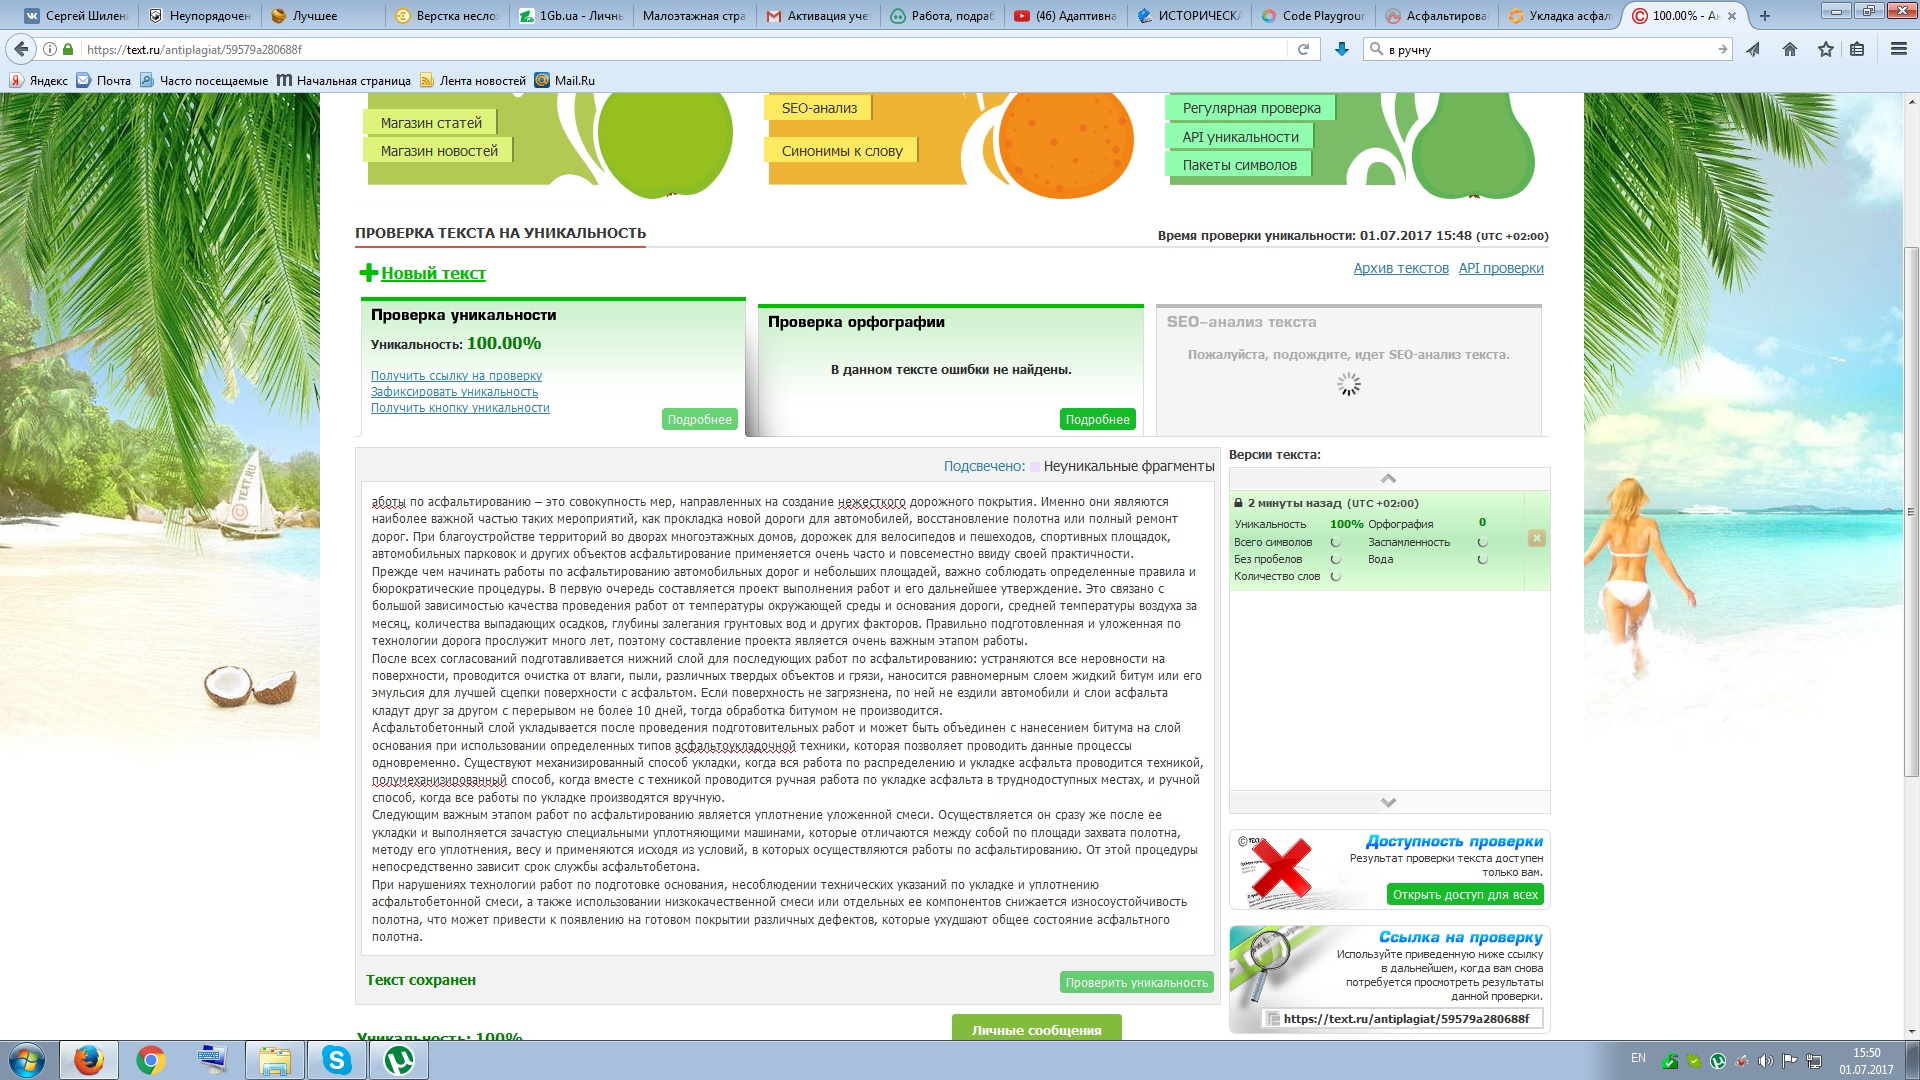 Сергей Шилен
Неупорядочен
Лучшее
Верстка несло
1Gb.ua - Личны
Малоэтажная стра
Активация уче
Работа, подраб
(46) Адаптивна
ИСТОРИЧЕСКА
Code Playgroun
Асфальтирова
Укладка асфал
100.00% - Ан
https://text.ru/antiplagiat/59579a280688f
в ручну
Яндекс
Почта
Часто посещаемые
Начальная страница
Лента новостей
Mail.Ru
Магазин статей
Магазин новостей
SEO-анализ
Синонимы к слову
Регулярная проверка
API уникальности
Пакеты символов
ПРОВЕРКА ТЕКСТА НА УНИКАЛЬНОСТЬ
Время проверки уникальности: 01.07.2017 15:48 (UTC +02:00)
Новый текст
Архив текстов
API проверки
Проверка уникальности
Уникальность: 100.00%
Получить ссылку на проверку
Зафиксировать уникальность
Получить кнопку уникальности
Подробнее
Проверка орфографии
В данном тексте ошибки не найдены.
Подробнее
SEO-анализ текста
Пожалуйста, подождите, идет SEO-анализ текста.
Подсвечено: Неуникальные фрагменты
аботы по асфальтированию – это совокупность мер, направленных на создание нежесткого дорожного покрытия. Именно они являются
наиболее важной частью таких мероприятий, как прокладка новой дороги для автомобилей, восстановление полотна или полный ремонт
дорог. При благоустройстве территорий во дворах многоэтажных домов, дорожек для велосипедов и пешеходов, спортивных площадок,
автомобильных парковок и других объектов асфальтирование применяется очень часто и повсеместно ввиду своей практичности.
Прежде чем начинать работы по асфальтированию автомобильных дорог и небольших площадей, важно соблюдать определенные правила и
бюрократические процедуры. В первую очередь составляется проект выполнения работ и его дальнейшее утверждение. Это связано с
большой зависимостью качества проведения работ от температуры окружающей среды и основания дороги, средней температуры воздуха за
месяц, количества выпадающих осадков, глубины залегания грунтовых вод и других факторов. Правильно подготовленная и уложенная по
технологии дорога прослужит много лет, поэтому составление проекта является очень важным этапом работы.
После всех согласований подготавливается нижний слой для последующих работ по асфальтированию: устраняются все неровности на
поверхности, проводится очистка от влаги, пыли, различных твердых объектов и грязи, наносится равномерным слоем жидкий битум или его
эмульсия для лучшей сцепки поверхности с асфальтом. Если поверхность не загрязнена, по ней не ездили автомобили и слои асфальта
кладут друг за другом с перерывом не более 10 дней, тогда обработка битумом не производится.
Асфальтобетонный слой укладывается после проведения подготовительных работ и может быть объединен с нанесением битума на слой
основания при использовании определенных типов асфальтоукладочной техники, которая позволяет проводить данные процессы
одновременно. Существуют механизированный способ укладки, когда вся работа по распределению и укладке асфальта проводится техникой,
полумеханизированный способ, когда вместе с техникой проводится ручная работа по укладке асфальта в труднодоступных местах, и ручной
способ, когда все работы по укладке производятся вручную.
Следующим важным этапом работ по асфальтированию является уплотнение уложенной смеси. Осуществляется он сразу же после ее
укладки и выполняется зачастую специальными уплотняющими машинами, которые отличаются между собой по площади захвата полотна,
методу его уплотнения, весу и применяются исходя из условий, в которых осуществляются работы по асфальтированию. От этой процедуры
непосредственно зависит срок службы асфальтобетона.
При нарушениях технологии работ по подготовке основания, несоблюдении технических указаний по укладке и уплотнению
асфальтобетонной смеси, а также использовании низкокачественной смеси или отдельных ее компонентов снижается износоустойчивость
полотна, что может привести к появлению на готовом покрытии различных дефектов, которые ухудшают общее состояние асфальтного
полотна.
Текст сохранен
Проверить уникальность
Уникальность: 100%
Личные сообщения
Версии текста:
2 минуты назад (UTC +02:00)
Уникальность 100% Орфография 0
Всего символов Заспамленность
Без пробелов Вода
Количество слов
Доступность проверки
Результат проверки текста доступен
только вам.
Открыть доступ для всех
Ссылка на проверку
Используйте приведенную ниже ссылку
в дальнейшем, когда вам снова
потребуется просмотреть результаты
данной проверки.
https://text.ru/antiplagiat/59579a280688f
©TEXT.RU
EN
15:50
01.07.2017